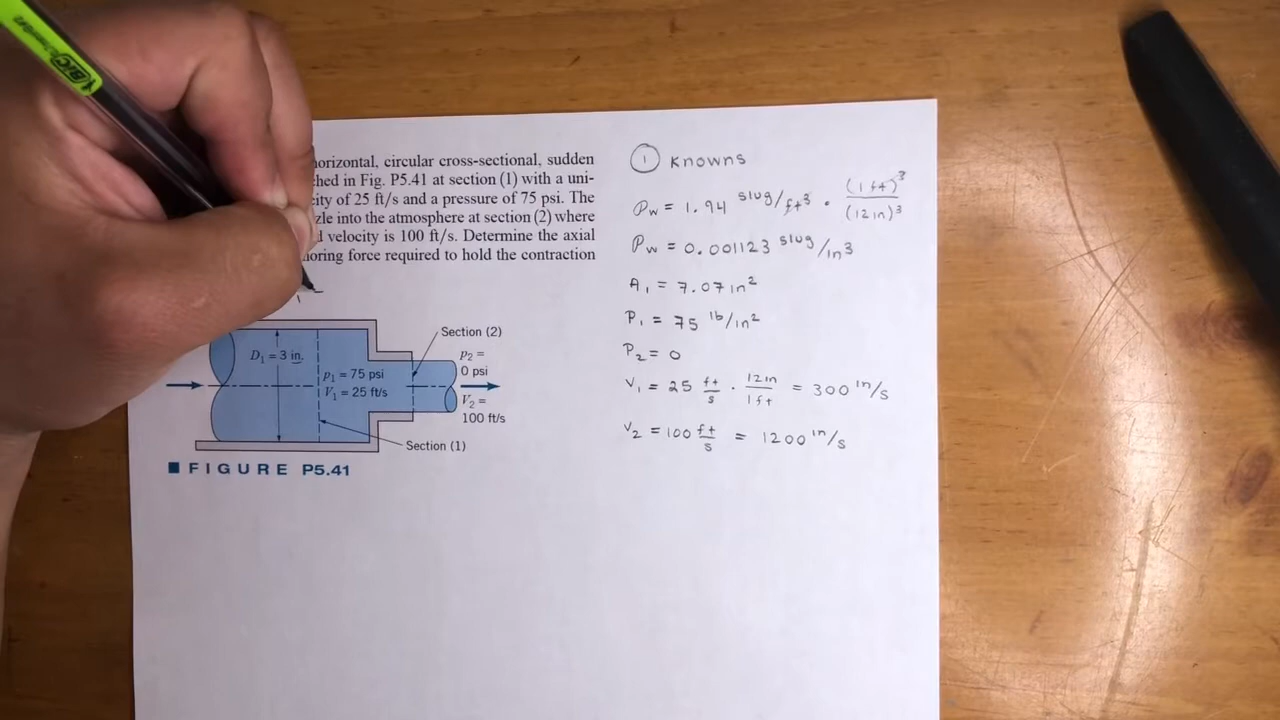 horizontal, circular cross-sectional, sudden
ched in Fig. P5.41 at section (1) with a uni-
city of 25 ft/s and a pressure of 75 psi. The
zle into the atmosphere at section (2) where
d velocity is 100 ft/s. Determine the axial
oring force required to hold the contraction
Section (2)
D₁ = 3 in.
p₁ = 75 psi
V₁ = 25 ft/s
p₂ =
0 psi
V₂ =
100 ft/s
Section (1)
■ FIGURE P5.41
① Knowns
ρw = 1.94 slug/ft³ · (1 ft)³/(12 in)³
ρw = 0.001123 slug/in³
A₁ = 7.07 in²
P₁ = 75 lb/in²
P₂ = 0
V₁ = 25 ft/s · 12in/1ft = 300 in/s
V₂ = 100 ft/s = 1200 in/s
BIC